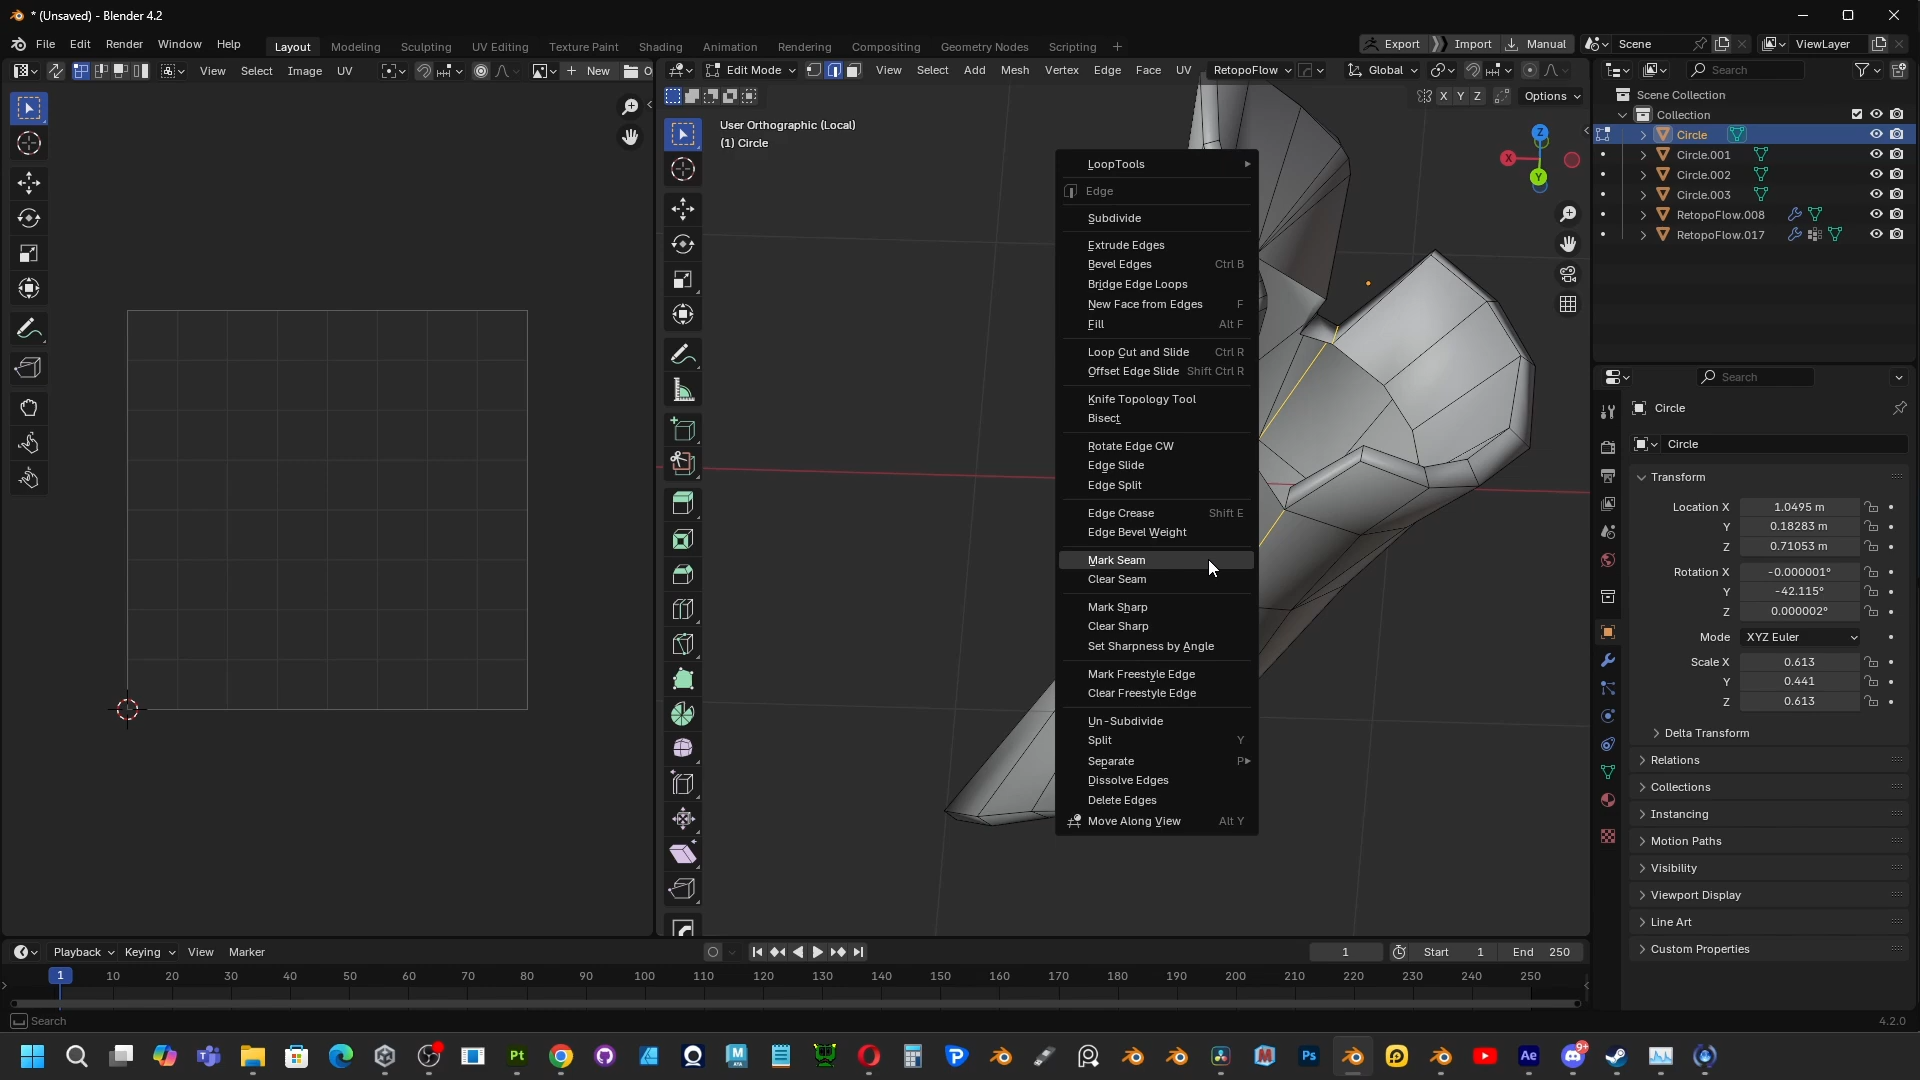 * (Unsaved) - Blender 4.2
File Edit Render Window Help
Layout Modeling Sculpting UV Editing Texture Paint Shading Animation Rendering Compositing Geometry Nodes Scripting +
Export Import Manual Scene ViewLayer
View Select Image UV New O
Edit Mode View Select Add Mesh Vertex Edge Face UV RetopoFlow Global
Search
X Y Z Options
User Orthographic (Local)
(1) Circle
LoopTools
Edge
Subdivide
Extrude Edges
Bevel Edges Ctrl B
Bridge Edge Loops
New Face from Edges F
Fill Alt F
Loop Cut and Slide Ctrl R
Offset Edge Slide Shift Ctrl R
Knife Topology Tool
Bisect
Rotate Edge CW
Edge Slide
Edge Split
Edge Crease Shift E
Edge Bevel Weight
Mark Seam
Clear Seam
Mark Sharp
Clear Sharp
Set Sharpness by Angle
Mark Freestyle Edge
Clear Freestyle Edge
Un-Subdivide
Split Y
Separate P
Dissolve Edges
Delete Edges
Move Along View Alt Y
Z
X
Y
Scene Collection
Collection
Circle
Circle.001
Circle.002
Circle.003
RetopoFlow.008
RetopoFlow.017
Search
Circle
Circle
Transform
Location X 1.0495 m
Y 0.18283 m
Z 0.71053 m
Rotation X -0.000001°
Y -42.115°
Z 0.000002°
Mode XYZ Euler
Scale X 0.613
Y 0.441
Z 0.613
Delta Transform
Relations
Collections
Instancing
Motion Paths
Visibility
Viewport Display
Line Art
Custom Properties
Playback Keying View Marker
1 Start 1 End 250
1 10 20 30 40 50 60 70 80 90 100 110 120 130 140 150 160 170 180 190 200 210 220 230 240 250
Search
4.2.0
Pt M Ps Ae 9+